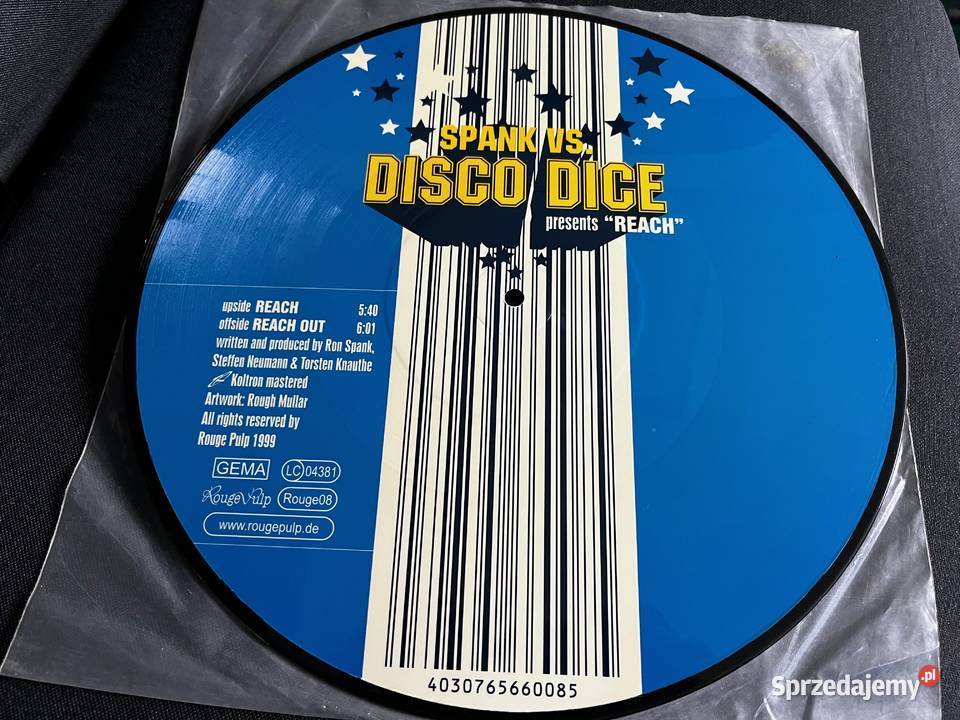 SPANK VS.
DISCO DICE
presents "REACH"
upside REACH 5:40
offside REACH OUT 6:01
written and produced by Ron Spank,
Steffen Neumann & Torsten Knauthe
Koltron mastered
Artwork: Rough Mullar
All rights reserved by
Rouge Pulp 1999
GEMA LC 04381
Rouge Pulp Rouge08
www.rougepulp.de
4030765660085
Sprzedajemy.pl